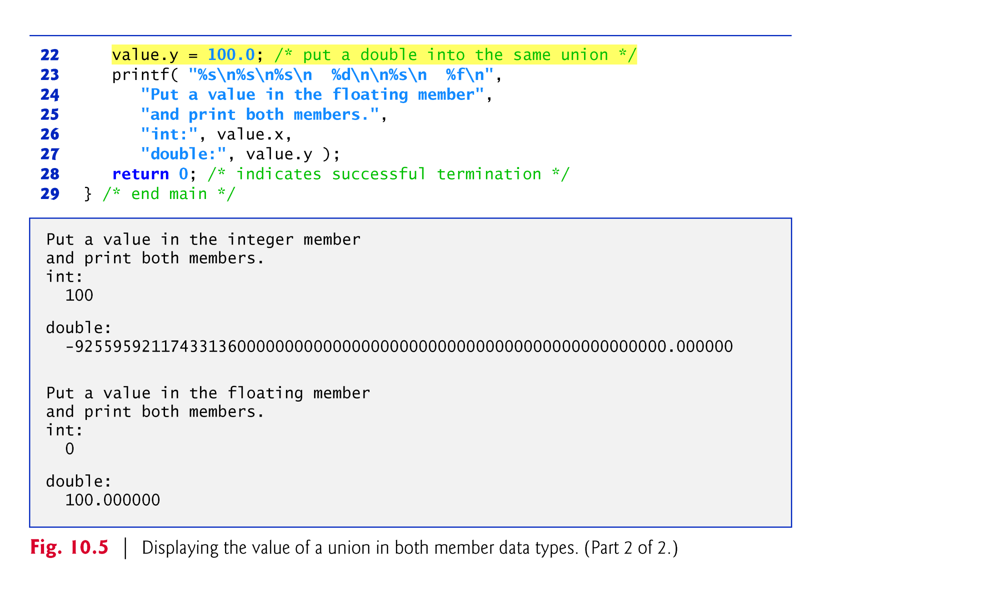 22 value.y = 100.0; /* put a double into the same union */
23 printf( "%s\n%s\n%s\n  %d\n\n%s\n  %f\n",
24 "Put a value in the floating member",
25 "and print both members.",
26 "int:", value.x,
27 "double:", value.y );
28 return 0; /* indicates successful termination */
29 } /* end main */
Put a value in the integer member
and print both members.
int:
100
double:
-92559592117433136000000000000000000000000000000000000000000000.000000
Put a value in the floating member
and print both members.
int:
0
double:
100.000000
Fig. 10.5 | Displaying the value of a union in both member data types. (Part 2 of 2.)